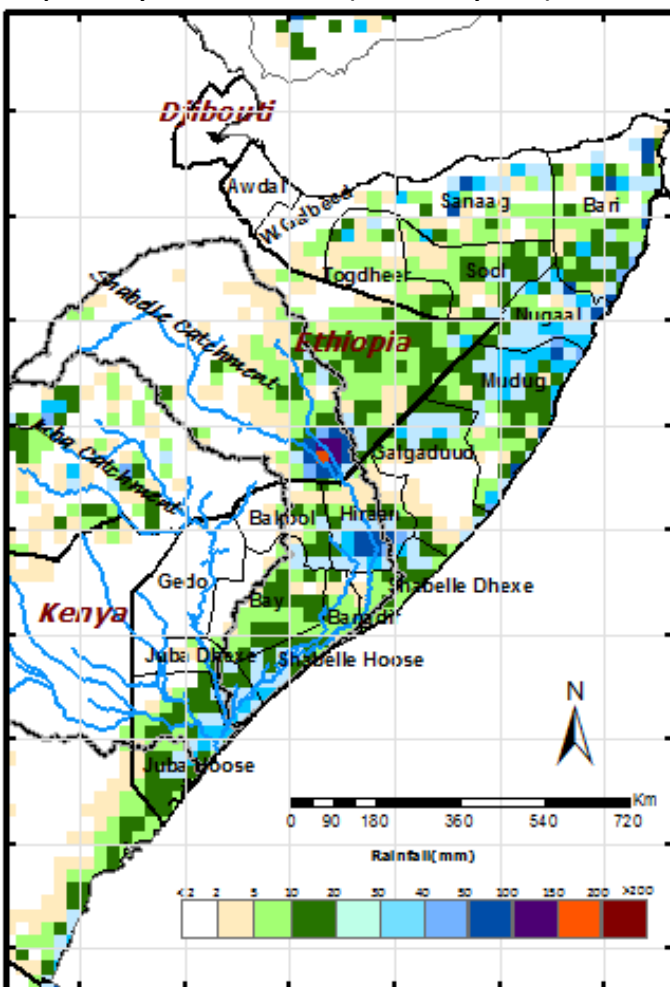 Djibouti
Awdal
W.Galbeed
Sanaag
Bari
Togdheer
Sool
Nugaal
Shabelle Catchment
Ethiopia
Mudug
Juba Catchment
Galgaduud
Bakool
Hiraan
Gedo
Shabelle Dhexe
Bay
Kenya
Banadir
Juba Dhexe
Shabelle Hoose
Juba Hoose
N
Km
0 90 180 360 540 720
Rainfall(mm)
<2 2 5 10 20 30 40 50 100 150 200 >200